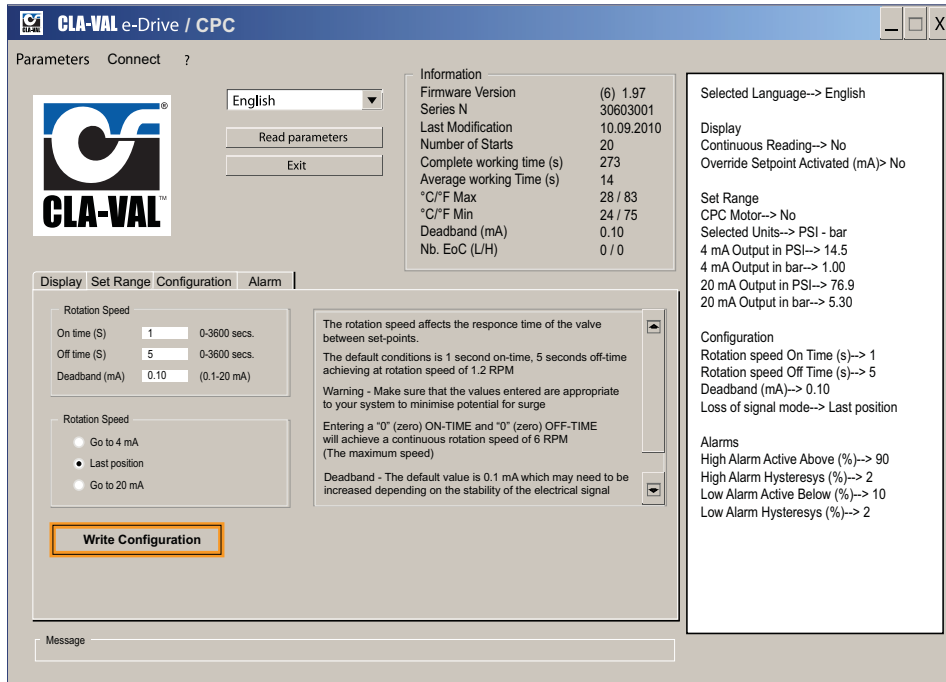 CLA-VAL e-Drive / CPC
Parameters Connect ?
CLA-VAL
CLA-VAL™
English
Read parameters
Exit
Information
Firmware Version (6) 1.97
Series N 30603001
Last Modification 10.09.2010
Number of Starts 20
Complete working time (s) 273
Average working Time (s) 14
°C/°F Max 28 / 83
°C/°F Min 24 / 75
Deadband (mA) 0.10
Nb. EoC (L/H) 0 / 0
Display Set Range Configuration Alarm
Rotation Speed
On time (S) 1 0-3600 secs.
Off time (S) 5 0-3600 secs.
Deadband (mA) 0.10 (0.1-20 mA)
Rotation Speed
Go to 4 mA
Last position
Go to 20 mA
Write Configuration
The rotation speed affects the responce time of the valve
between set-points.
The default conditions is 1 second on-time, 5 seconds off-time
achieving at rotation speed of 1.2 RPM
Warning - Make sure that the values entered are appropriate
to your system to minimise potential for surge
Entering a “0” (zero) ON-TIME and “0” (zero) OFF-TIME
will achieve a continuous rotation speed of 6 RPM
(The maximum speed)
Deadband - The default value is 0.1 mA which may need to be
increased depending on the stability of the electrical signal
Message
Selected Language--> English
Display
Continuous Reading--> No
Override Setpoint Activated (mA)> No
Set Range
CPC Motor--> No
Selected Units--> PSI - bar
4 mA Output in PSI--> 14.5
4 mA Output in bar--> 1.00
20 mA Output in PSI--> 76.9
20 mA Output in bar--> 5.30
Configuration
Rotation speed On Time (s)--> 1
Rotation speed Off Time (s)--> 5
Deadband (mA)--> 0.10
Loss of signal mode--> Last position
Alarms
High Alarm Active Above (%)--> 90
High Alarm Hysteresys (%)--> 2
Low Alarm Active Below (%)--> 10
Low Alarm Hysteresys (%)--> 2